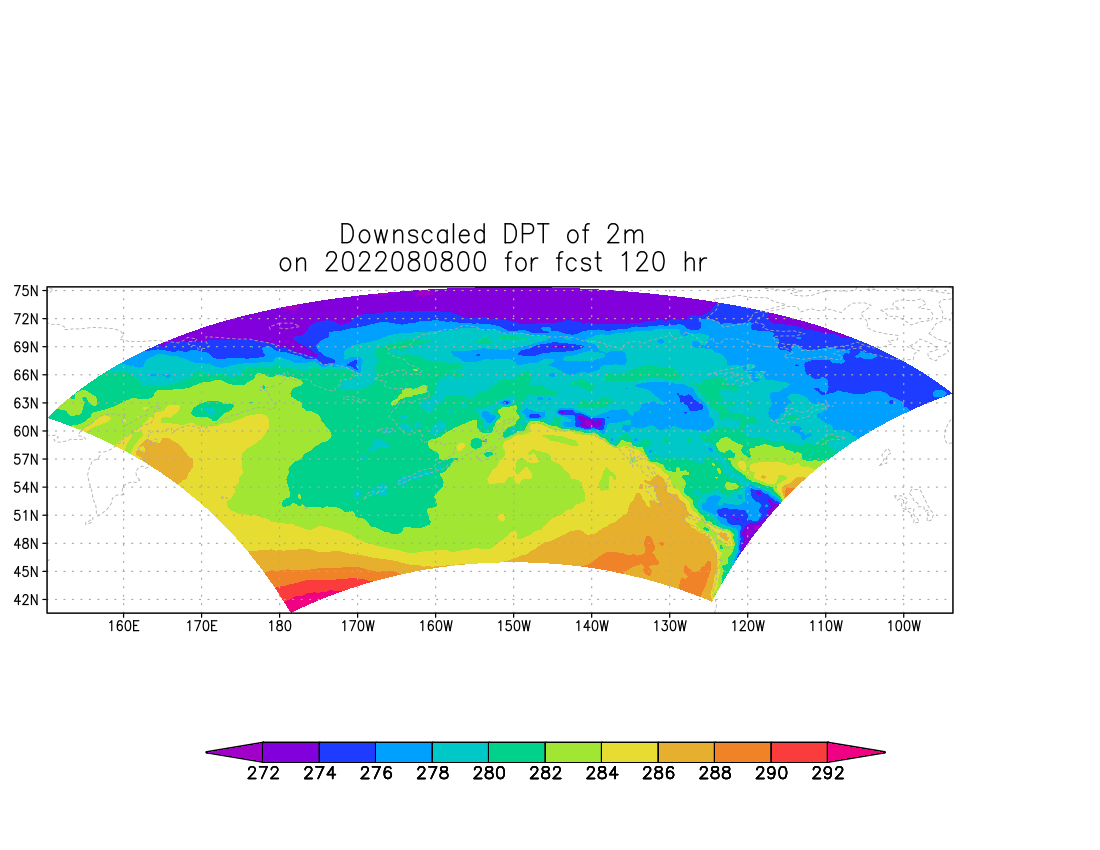 Downscaled DPT of 2m
on 2022080800 for fcst 120 hr
75N
72N
69N
66N
63N
60N
57N
54N
51N
48N
45N
42N
160E 170E 180 170W 160W 150W 140W 130W 120W 110W 100W
272 274 276 278 280 282 284 286 288 290 292